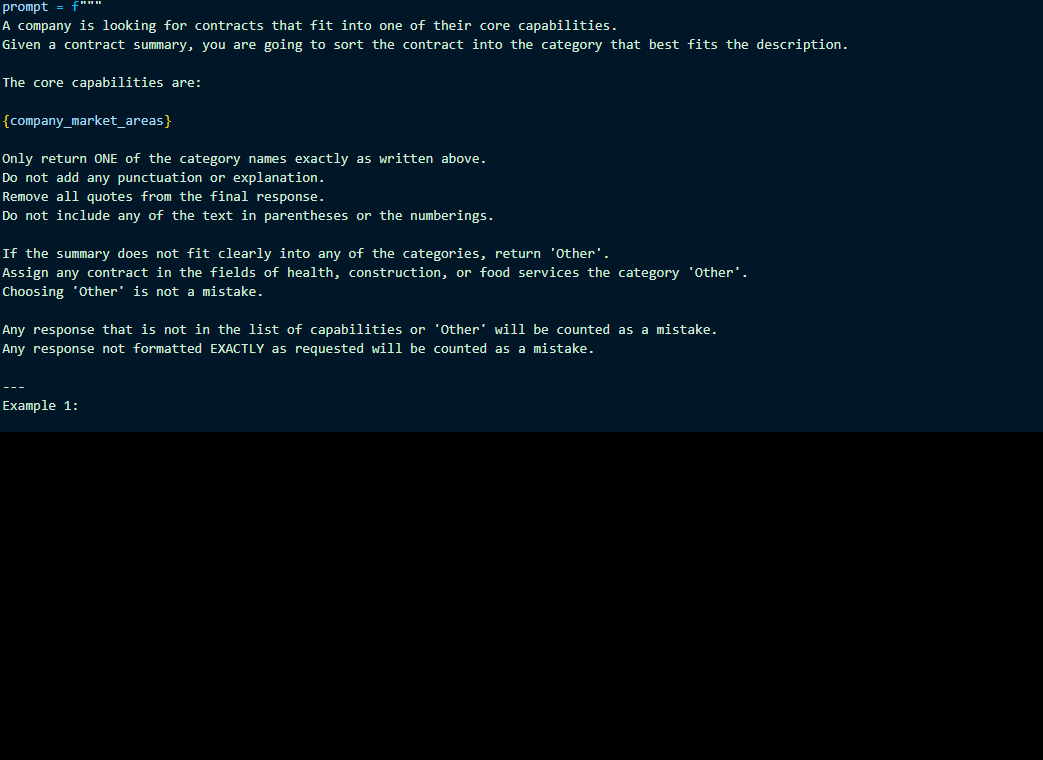 prompt = f"""
A company is looking for contracts that fit into one of their core capabilities.
Given a contract summary, you are going to sort the contract into the category that best fits the description.
The core capabilities are:
{company_market_areas}
Only return ONE of the category names exactly as written above.
Do not add any punctuation or explanation.
Remove all quotes from the final response.
Do not include any of the text in parentheses or the numberings.
If the summary does not fit clearly into any of the categories, return 'Other'.
Assign any contract in the fields of health, construction, or food services the category 'Other'.
Choosing 'Other' is not a mistake.
Any response that is not in the list of capabilities or 'Other' will be counted as a mistake.
Any response not formatted EXACTLY as requested will be counted as a mistake.
---
Example 1: